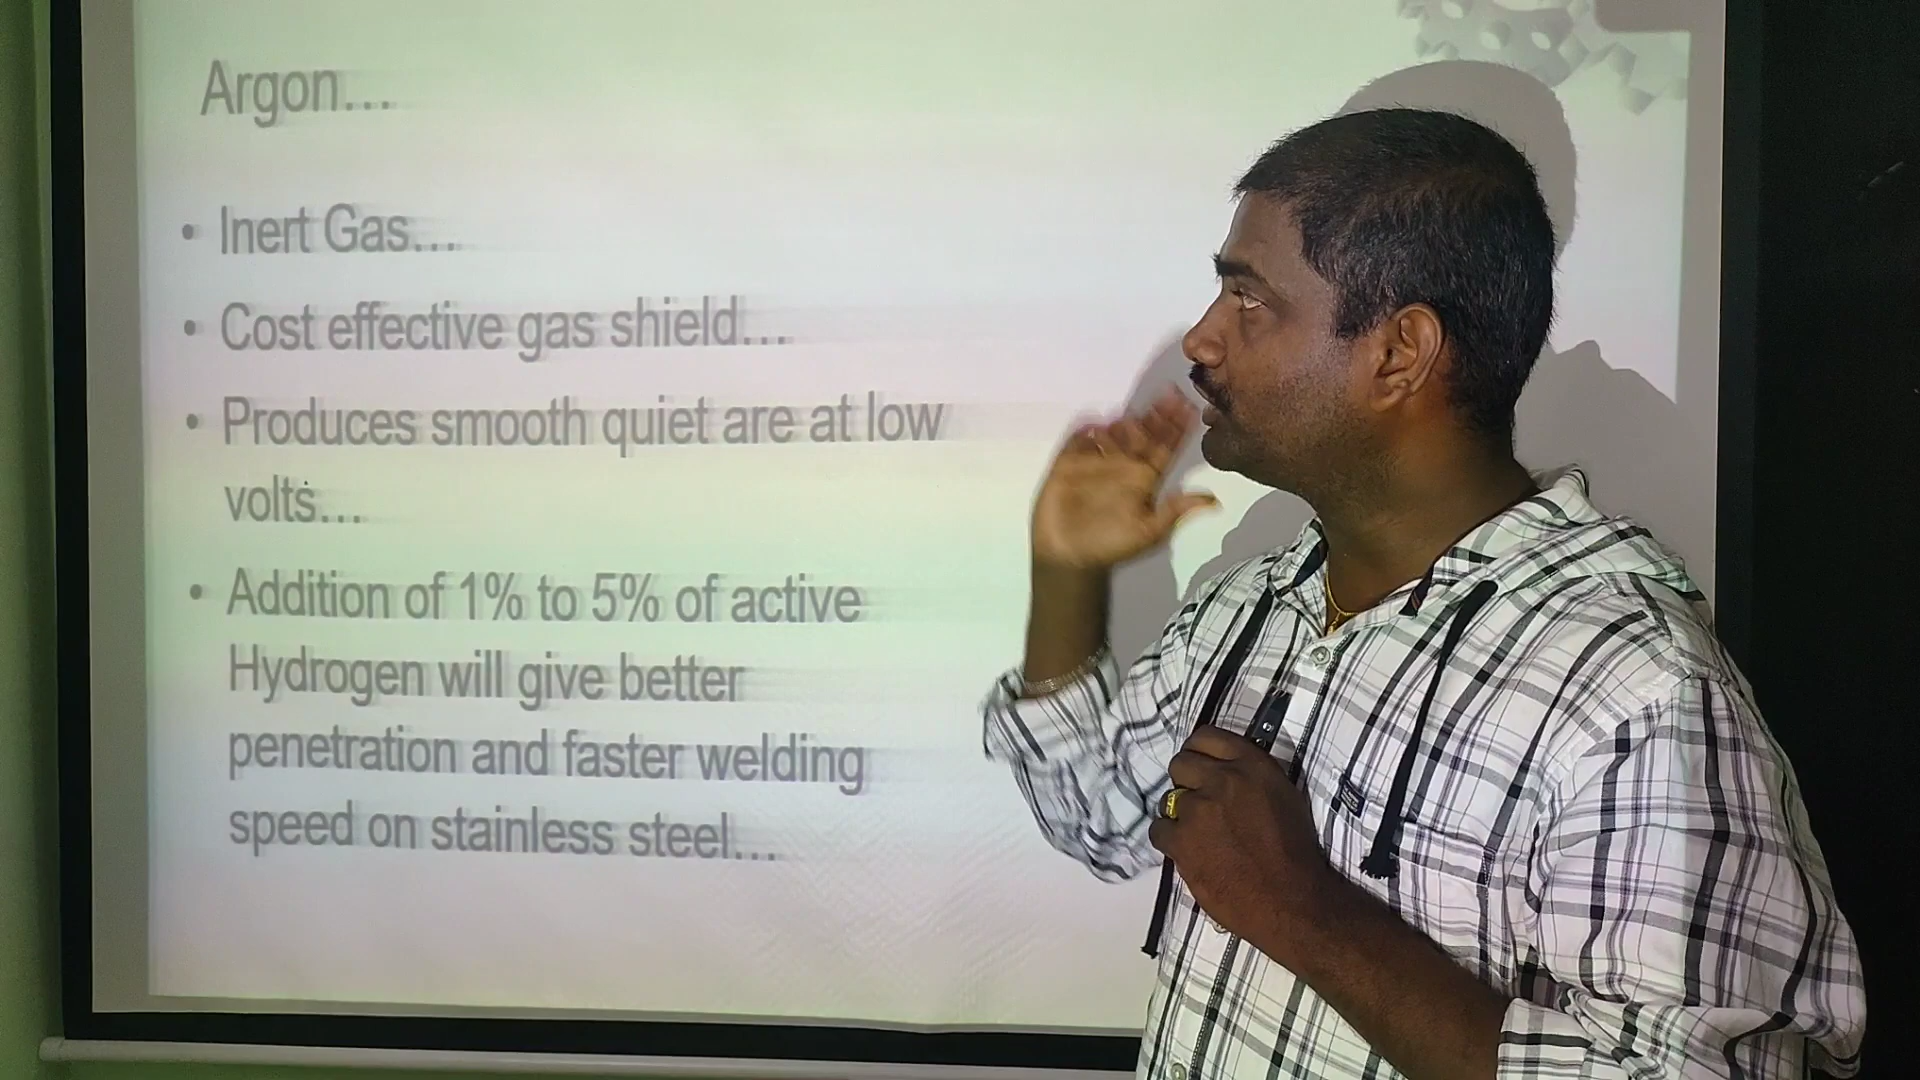 Argon...
• Inert Gas...
• Cost effective gas shield...
• Produces smooth quiet are at low
volts...
• Addition of 1% to 5% of active
Hydrogen will give better
penetration and faster welding
speed on stainless steel...